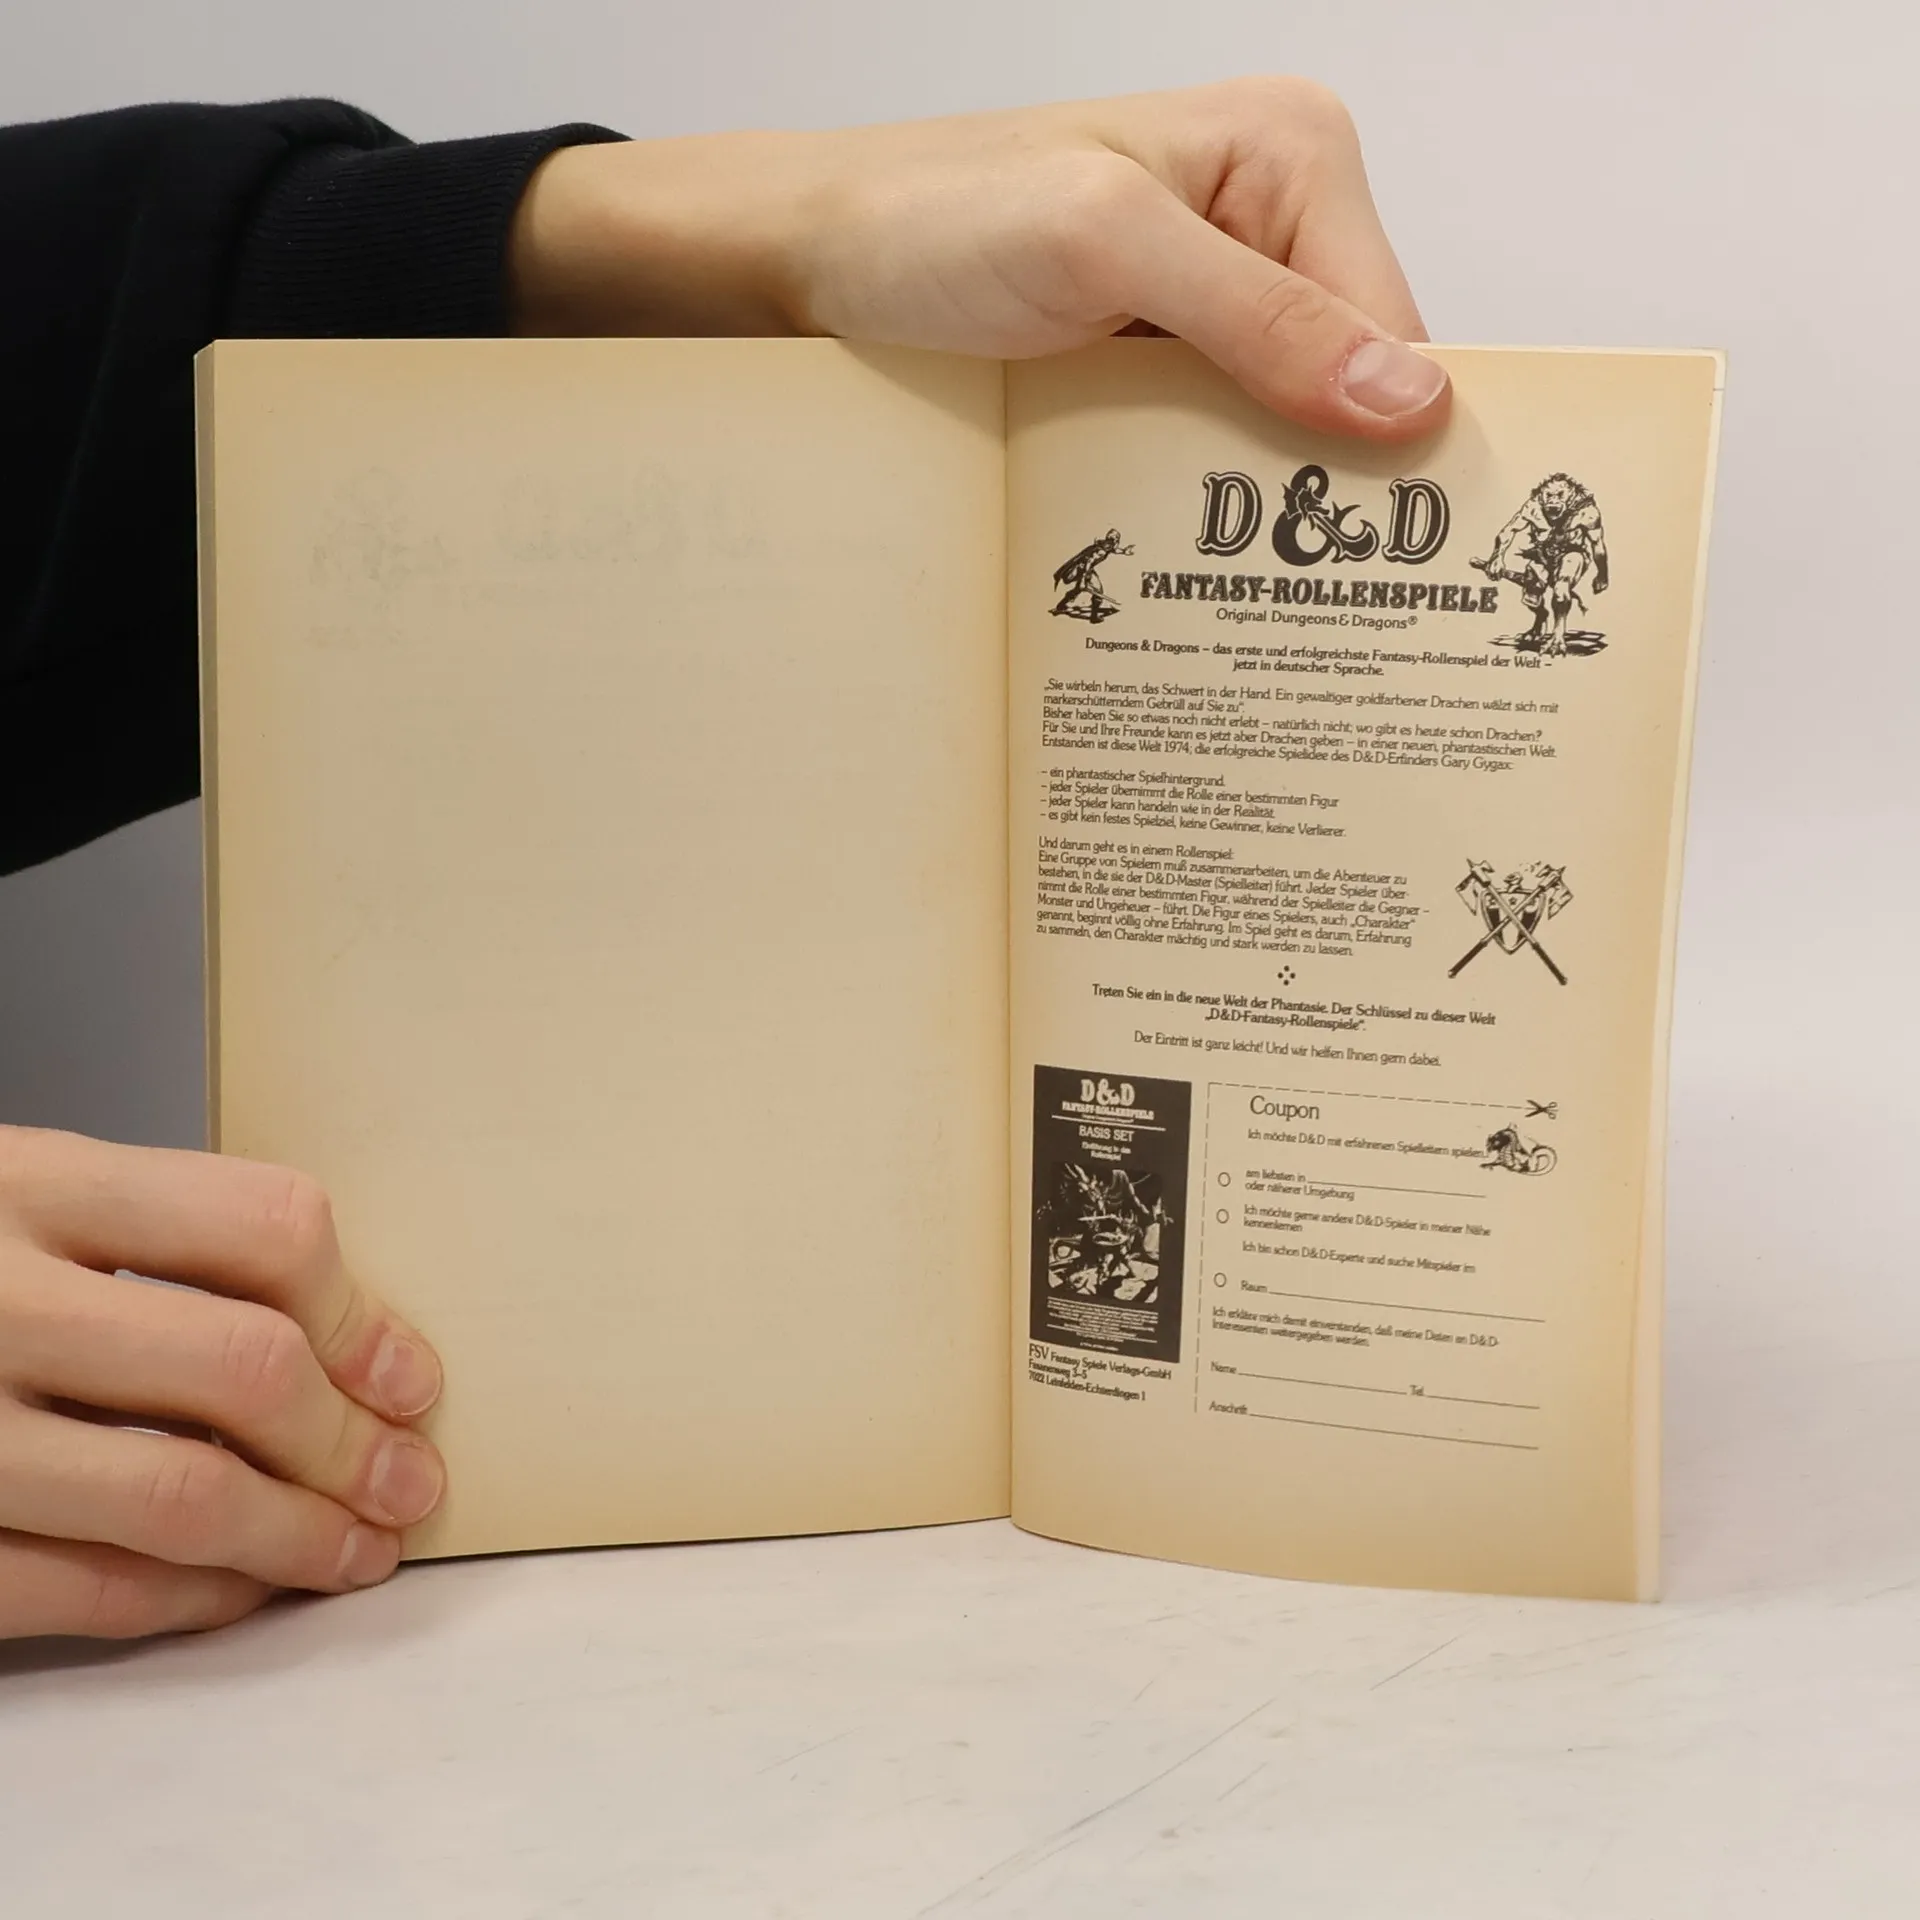 D&D
FANTASY-ROLLENSPIELE
Original Dungeons & Dragons®
Dungeons & Dragons – das erste und erfolgreichste Fantasy-Rollenspiel der Welt –
jetzt in deutscher Sprache.
„Sie wirbeln herum, das Schwert in der Hand. Ein gewaltiger goldfarbener Drachen wälzt sich mit
markerschütterndem Gebrüll auf Sie zu“.
Bisher haben Sie so etwas noch nicht erlebt – natürlich nicht; wo gibt es heute schon Drachen?
Für Sie und Ihre Freunde kann es jetzt aber Drachen geben – in einer neuen, phantastischen Welt.
Entstanden ist diese Welt 1974; die erfolgreiche Spielidee des D&D-Erfinders Gary Gygax:
– ein phantastischer Spielhintergrund.
– jeder Spieler übernimmt die Rolle einer bestimmten Figur
– jeder Spieler kann handeln wie in der Realität.
– es gibt kein festes Spielziel, keine Gewinner, keine Verlierer.
Und darum geht es in einem Rollenspiel:
Eine Gruppe von Spielern muß zusammenarbeiten, um die Abenteuer zu
bestehen, in die sie der D&D-Master (Spielleiter) führt. Jeder Spieler über-
nimmt die Rolle einer bestimmten Figur, während der Spielleiter die Gegner –
Monster und Ungeheuer – führt. Die Figur eines Spielers, auch „Charakter“
genannt, beginnt völlig ohne Erfahrung. Im Spiel geht es darum, Erfahrung
zu sammeln, den Charakter mächtig und stark werden zu lassen.
Treten Sie ein in die neue Welt der Phantasie. Der Schlüssel zu dieser Welt
„D&D-Fantasy-Rollenspiele“.
Der Eintritt ist ganz leicht! Und wir helfen Ihnen gern dabei.
D&D
FANTASY-ROLLENSPIELE
BASIS SET
Einführung in das
Rollenspiel
FSV Fantasy Spiele Verlags-GmbH
Fasanenweg 3–5
7022 Leinfelden-Echterdingen 1
Coupon
Ich möchte D&D mit erfahrenen Spielleitern spielen.
am liebsten in
oder näherer Umgebung
Ich möchte gerne andere D&D-Spieler in meiner Nähe
kennenlernen
Ich bin schon D&D-Experte und suche Mitspieler im
Raum
Ich erkläre mich damit einverstanden, daß meine Daten an D&D-
Interessenten weitergegeben werden.
Name Tel.
Anschrift